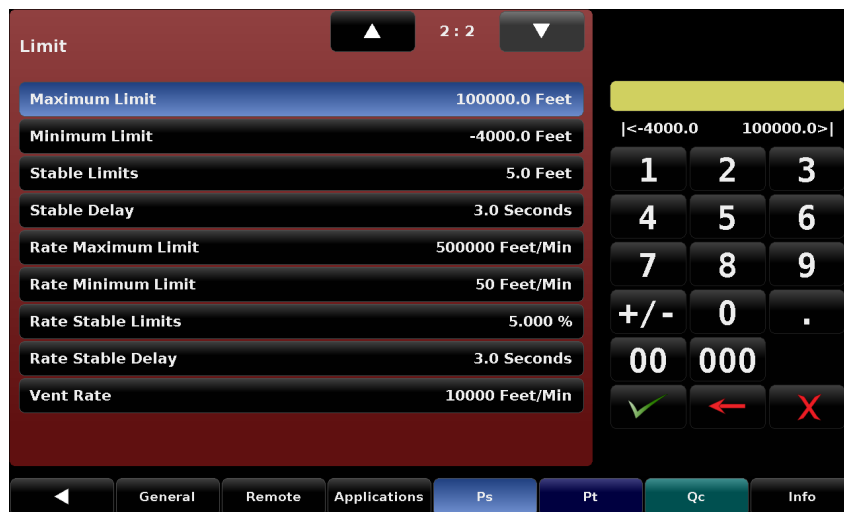 Limit
2 : 2
Maximum Limit 100000.0 Feet
Minimum Limit -4000.0 Feet
Stable Limits 5.0 Feet
Stable Delay 3.0 Seconds
Rate Maximum Limit 500000 Feet/Min
Rate Minimum Limit 50 Feet/Min
Rate Stable Limits 5.000 %
Rate Stable Delay 3.0 Seconds
Vent Rate 10000 Feet/Min
|<-4000.0 100000.0>|
1 2 3
4 5 6
7 8 9
+/- 0 .
00 000
X
General Remote Applications Ps Pt Qc Info